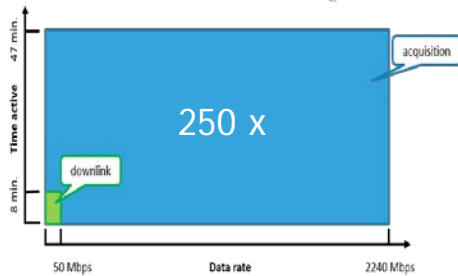 47 min.
acquisition
Time active
250 x
downlink
8 min.
50 Mbps
Data rate
2240 Mbps